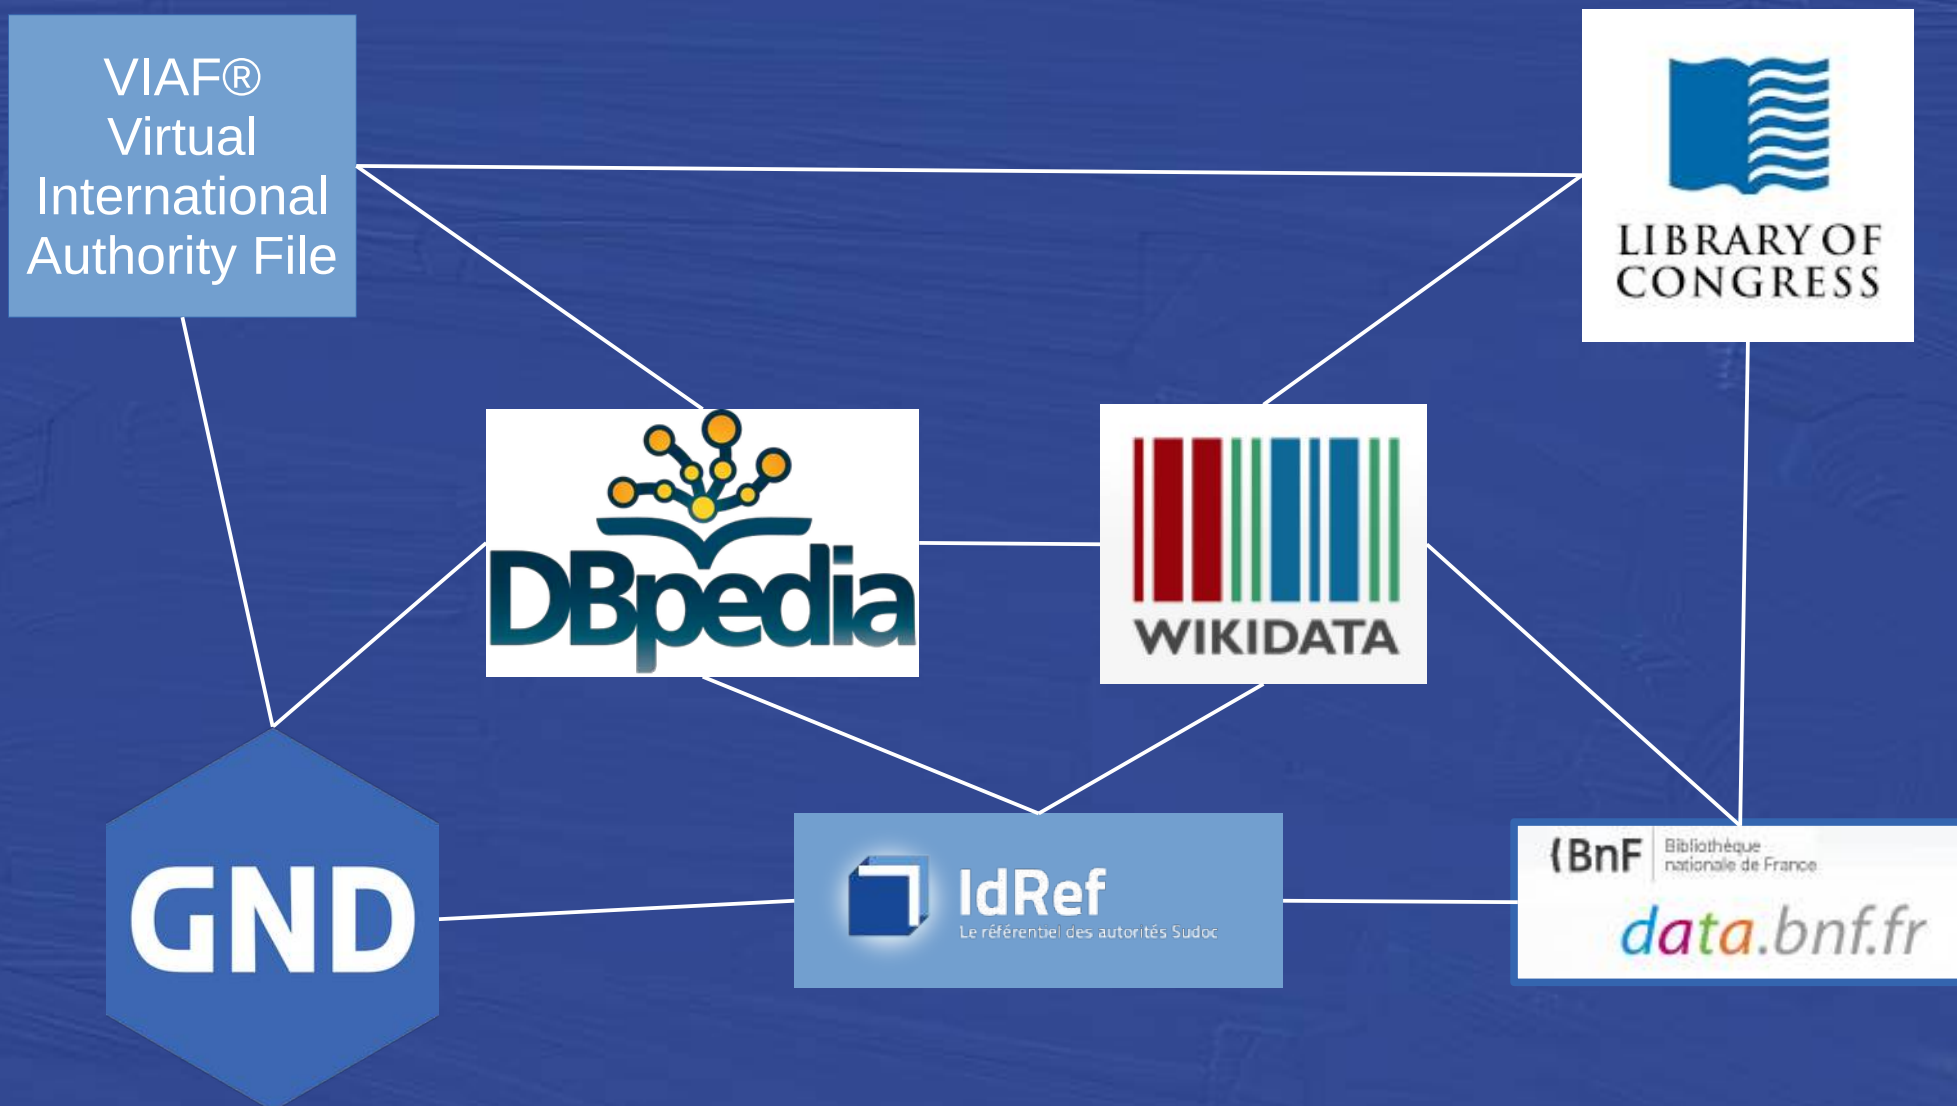 VIAF®
Virtual
International
Authority File
LIBRARY OF
CONGRESS
DBpedia
WIKIDATA
GND
IdRef
Le référentiel des autorités Sudoc
(BnF
Bibliothèque
nationale de France
data.bnf.fr